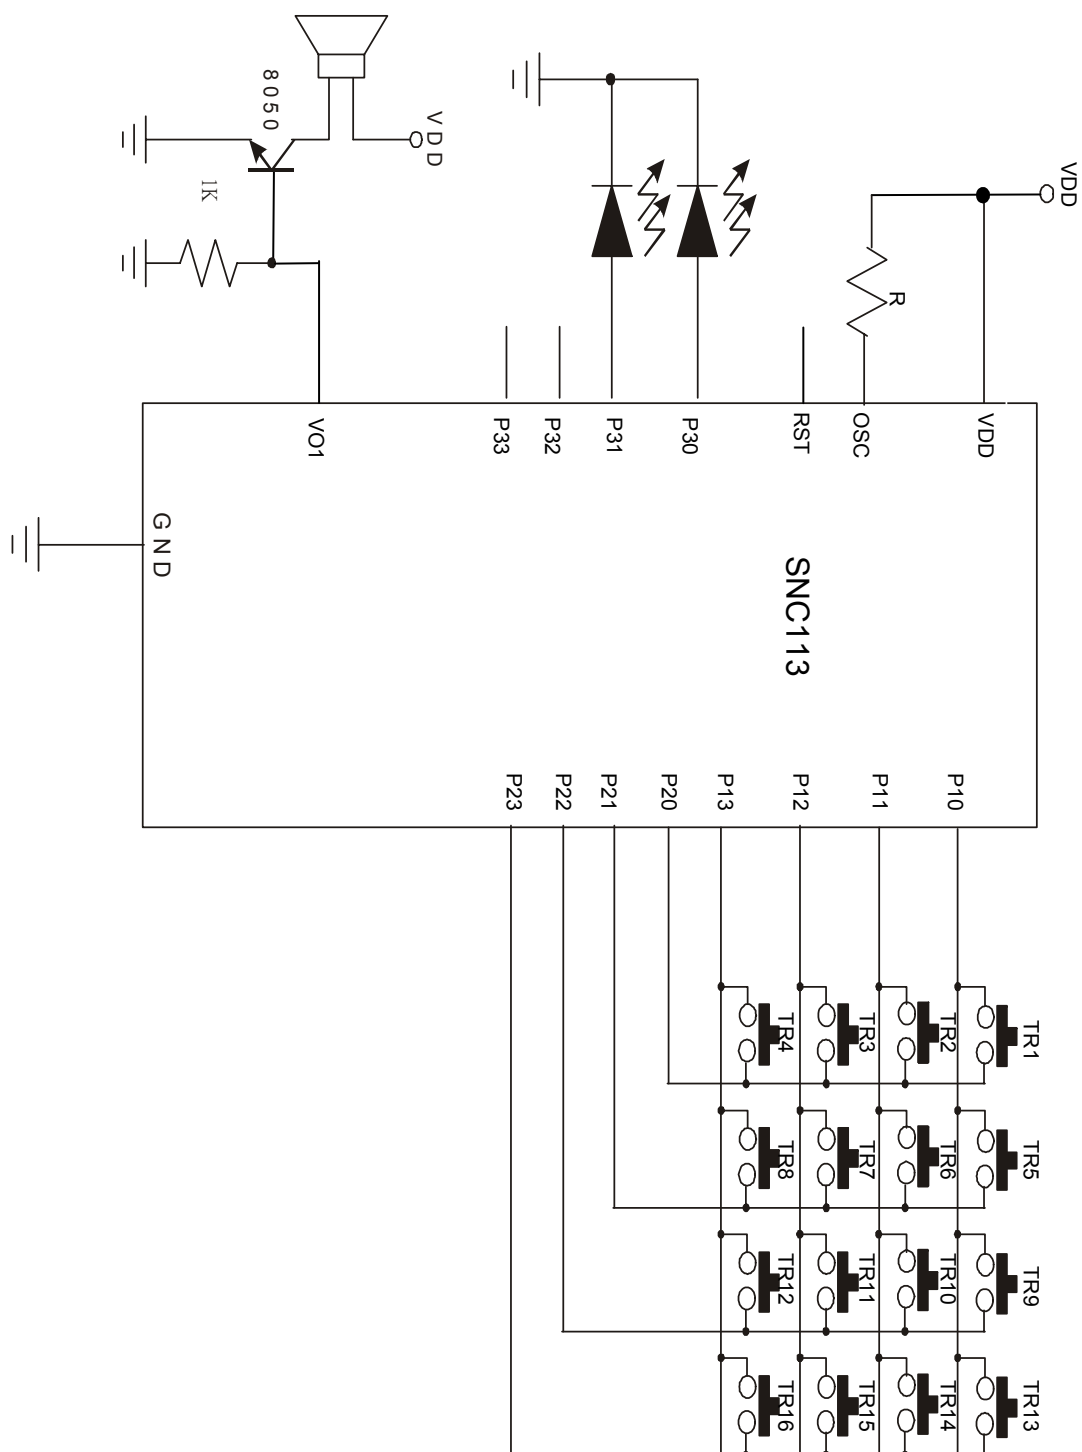 8050
VDD
1K
VDD
R
VO1
P33
P32
P31
P30
RST
OSC
VDD
GND
SNC113
P23
P22
P21
P20
P13
P12
P11
P10
TR4
TR3
TR2
TR1
TR8
TR7
TR6
TR5
TR12
TR11
TR10
TR9
TR16
TR15
TR14
TR13